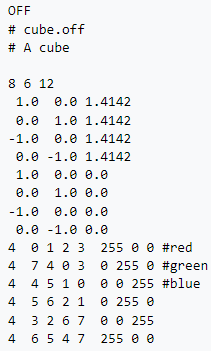 OFF
# cube.off
# A cube

8 6 12
 1.0  0.0 1.4142
 0.0  1.0 1.4142
-1.0  0.0 1.4142
 0.0 -1.0 1.4142
 1.0  0.0 0.0
 0.0  1.0 0.0
-1.0  0.0 0.0
 0.0 -1.0 0.0
4  0 1 2 3  255 0 0 #red
4  7 4 0 3  0 255 0 #green
4  4 5 1 0  0 0 255 #blue
4  5 6 2 1  0 255 0
4  3 2 6 7  0 0 255
4  6 5 4 7  255 0 0